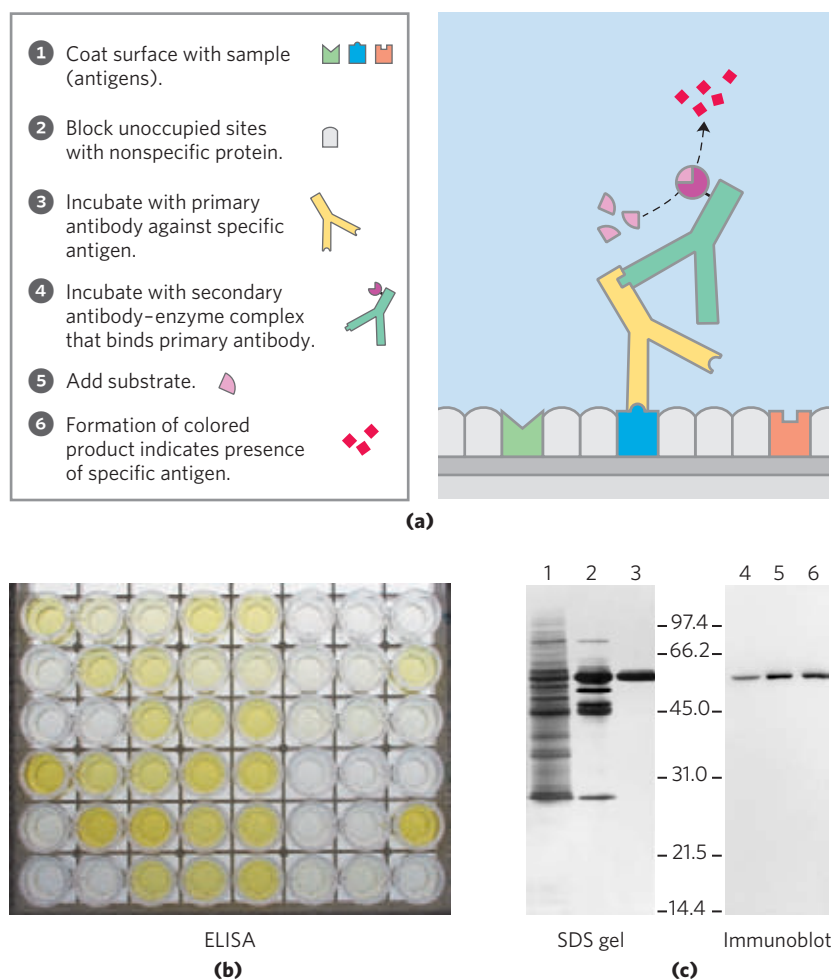 1 Coat surface with sample
(antigens).
2 Block unoccupied sites
with nonspecific protein.
3 Incubate with primary
antibody against specific
antigen.
4 Incubate with secondary
antibody–enzyme complex
that binds primary antibody.
5 Add substrate.
6 Formation of colored
product indicates presence
of specific antigen.
(a)
ELISA
(b)
1 2 3 4 5 6
97.4
66.2
45.0
31.0
21.5
14.4
SDS gel Immunoblot
(c)